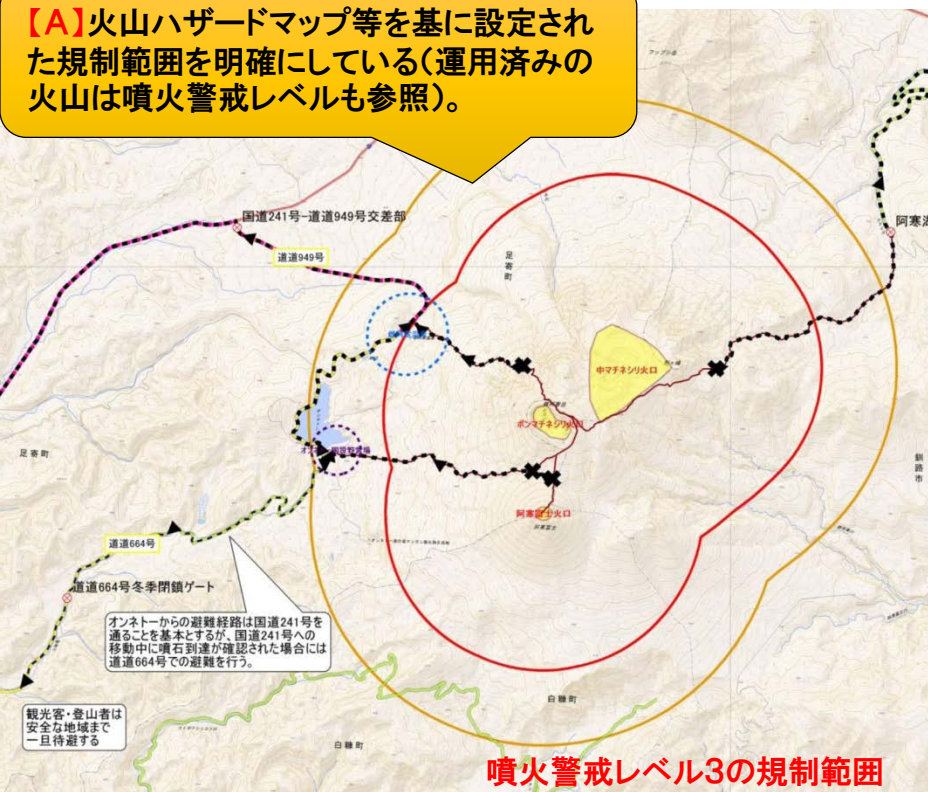 【A】火山ハザードマップ等を基に設定され
た規制範囲を明確にしている(運用済みの
火山は噴火警戒レベルも参照)。
フップシ岳
国道241号-道道949号交差部
道道949号
足寄町
阿寒湖
中マチネシリ火口
ポンマチネシリ火口
足寄町
釧路市
阿寒富士火口
阿寒富士
道道664号
道道664号冬季閉鎖ゲート
オンネトーからの避難経路は国道241号を
通ることを基本とするが、国道241号への
移動中に噴石到達が確認された場合には
道道664号での避難を行う。
観光客・登山者は
安全な地域まで
一旦待避する
白糠町
白糠町
噴火警戒レベル3の規制範囲